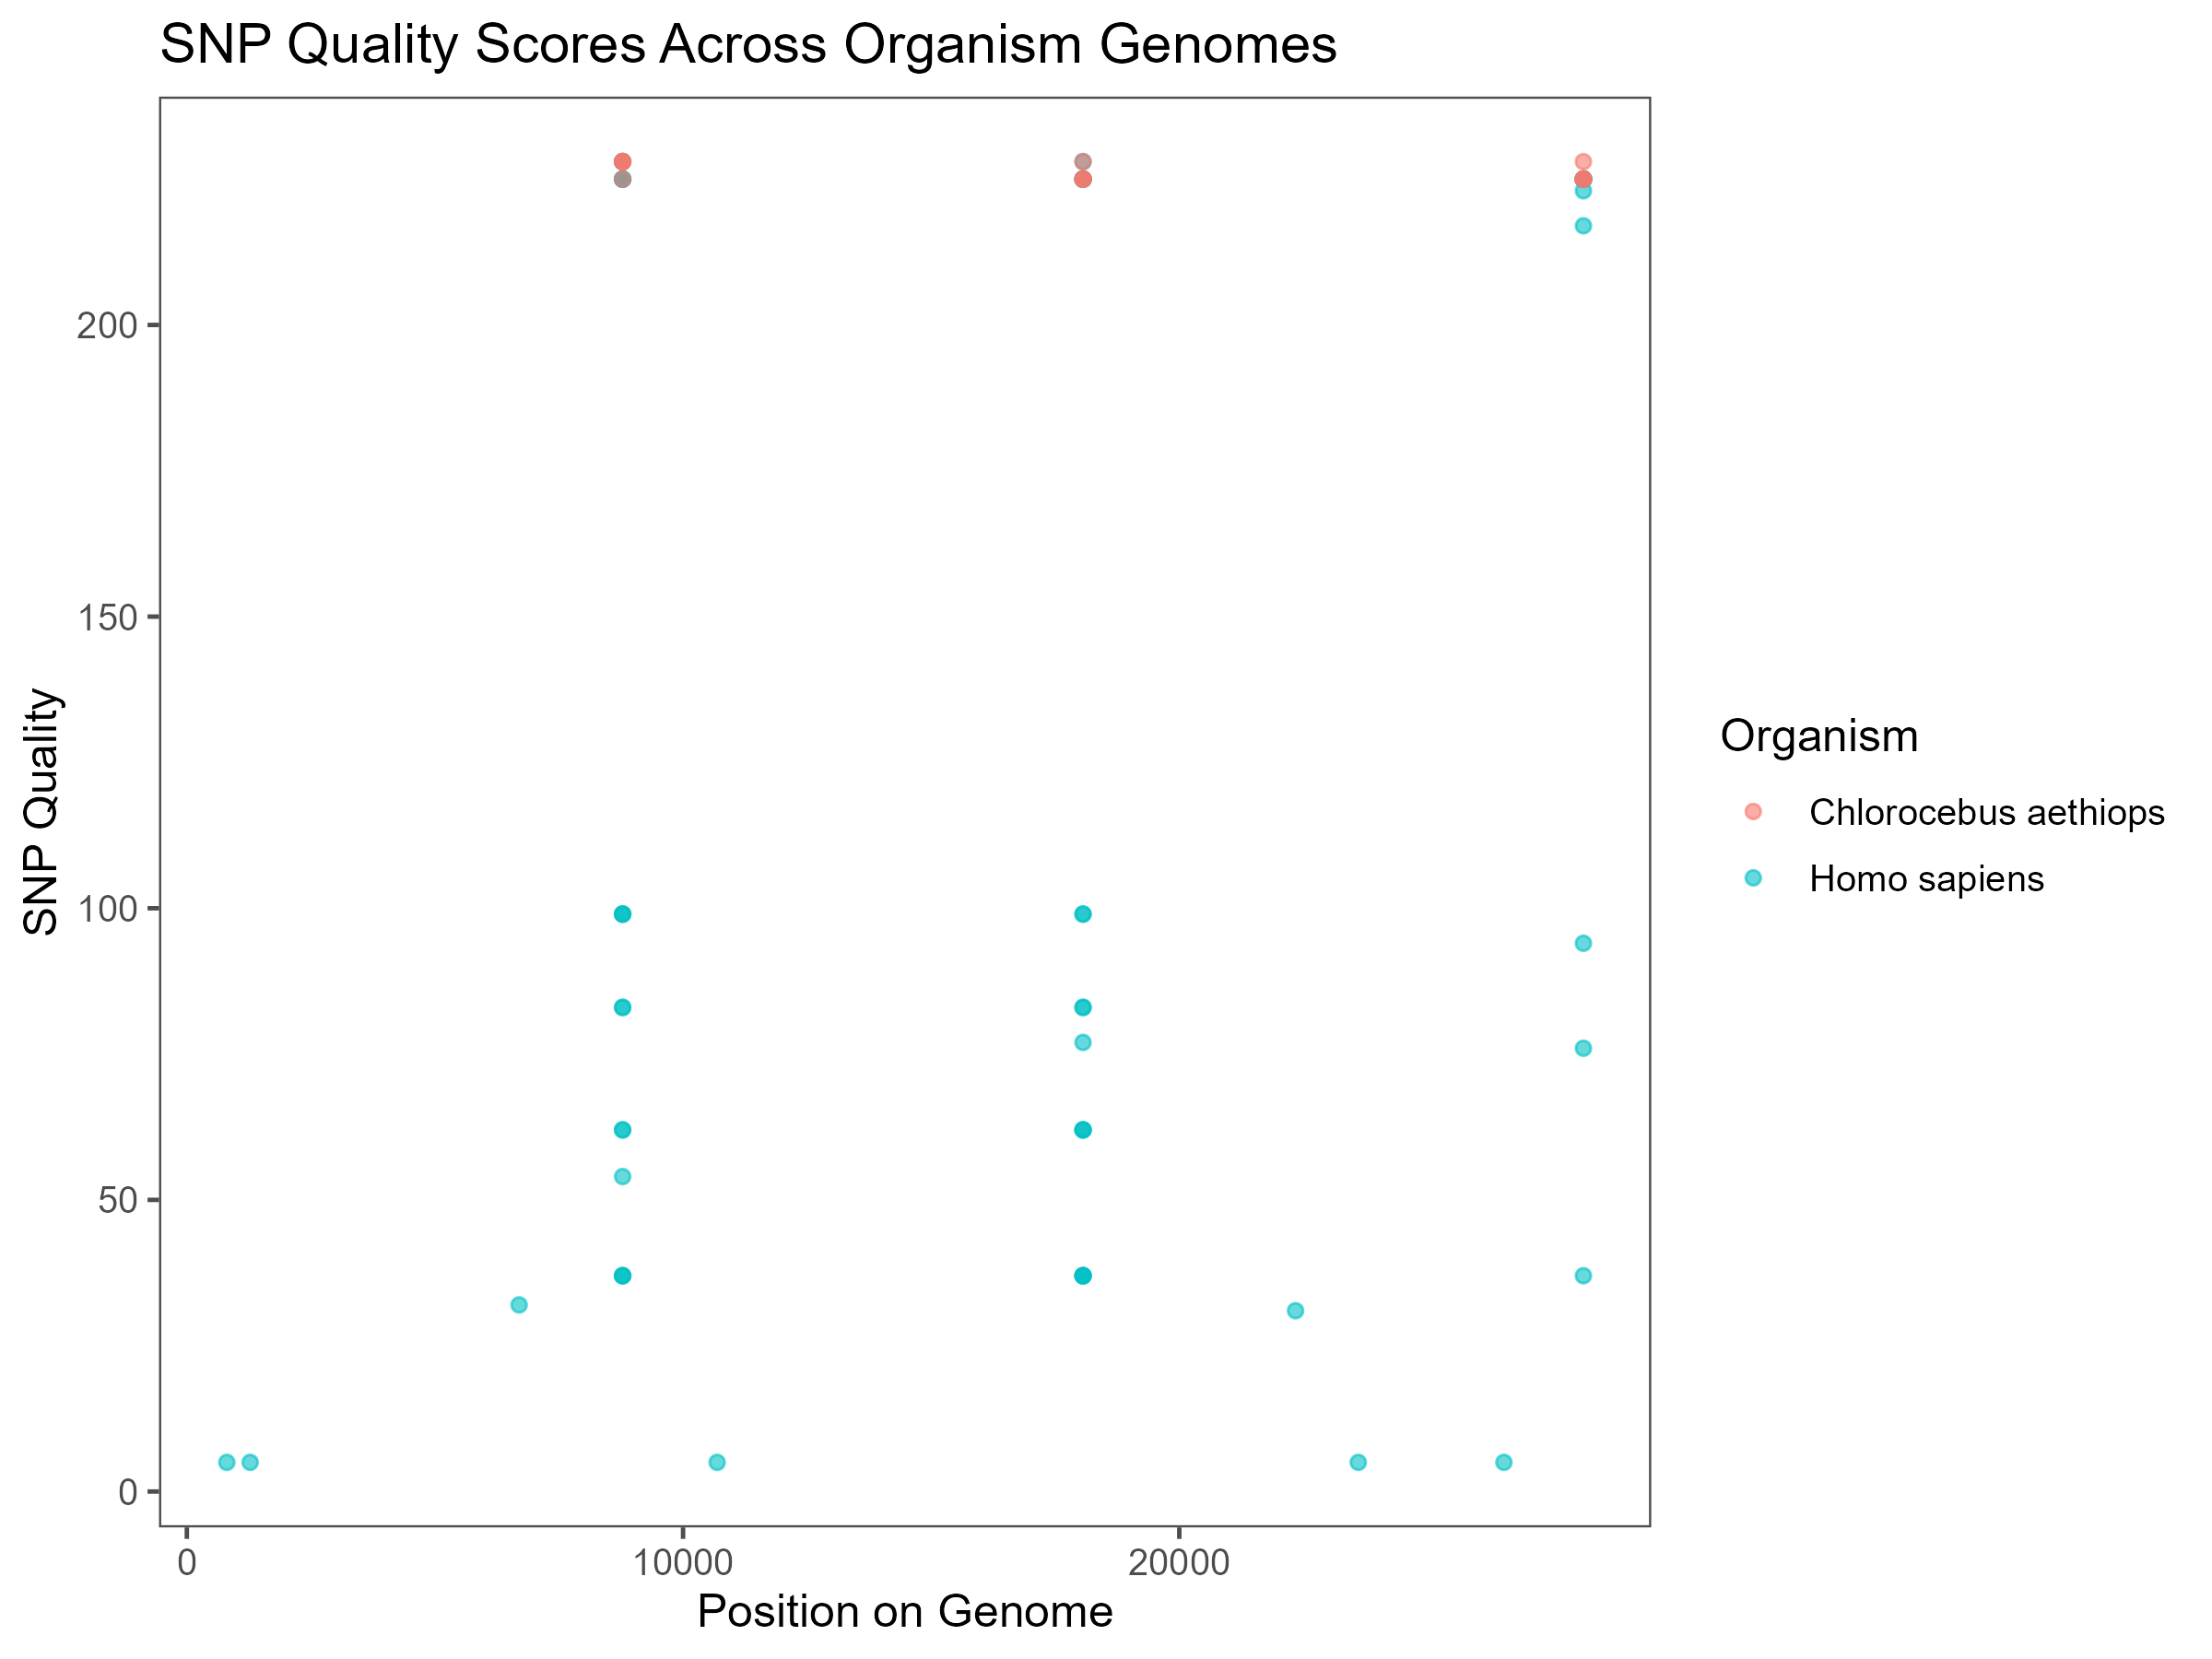 SNP Quality Scores Across Organism Genomes
200
150
100
50
0
SNP Quality
0 10000 20000
Position on Genome
Organism
Chlorocebus aethiops
Homo sapiens